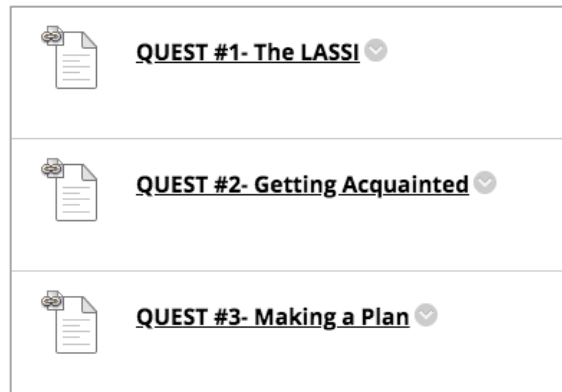 QUEST #1- The LASSI
QUEST #2- Getting Acquainted
QUEST #3- Making a Plan